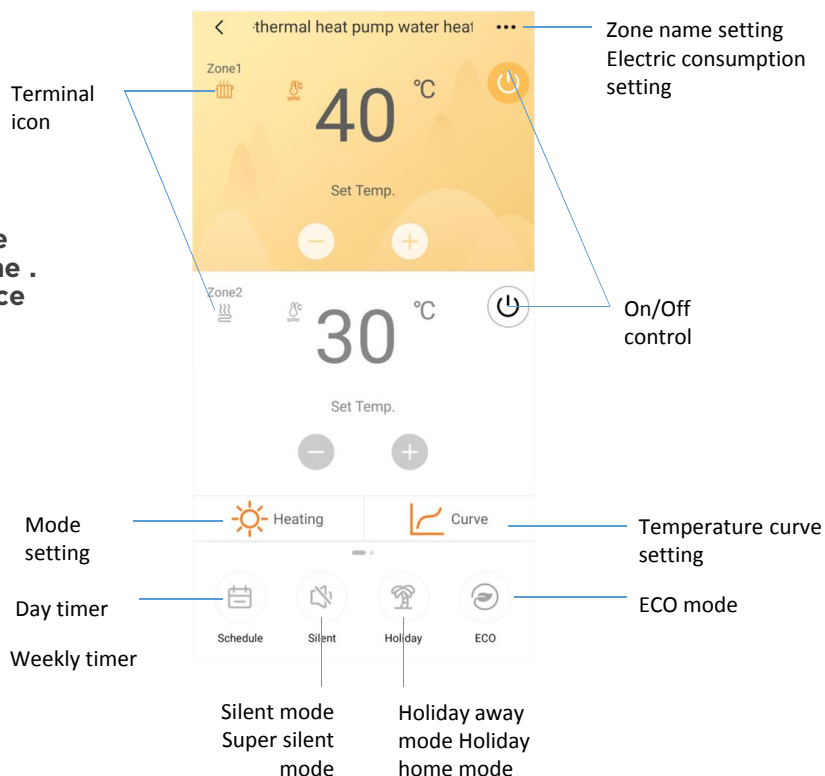 ‹ -thermal heat pump water heat •••
Zone name setting
Electric consumption
setting
Zone1
40 °C
Terminal
icon
Set Temp.
− +
e
ne .
ce
Zone2
30 °C
On/Off
control
Set Temp.
− +
Mode
setting
Heating
Curve
Temperature curve
setting
Day timer
Weekly timer
Schedule
Silent
Holiday
ECO
ECO mode
Silent mode
Super silent
mode
Holiday away
mode Holiday
home mode